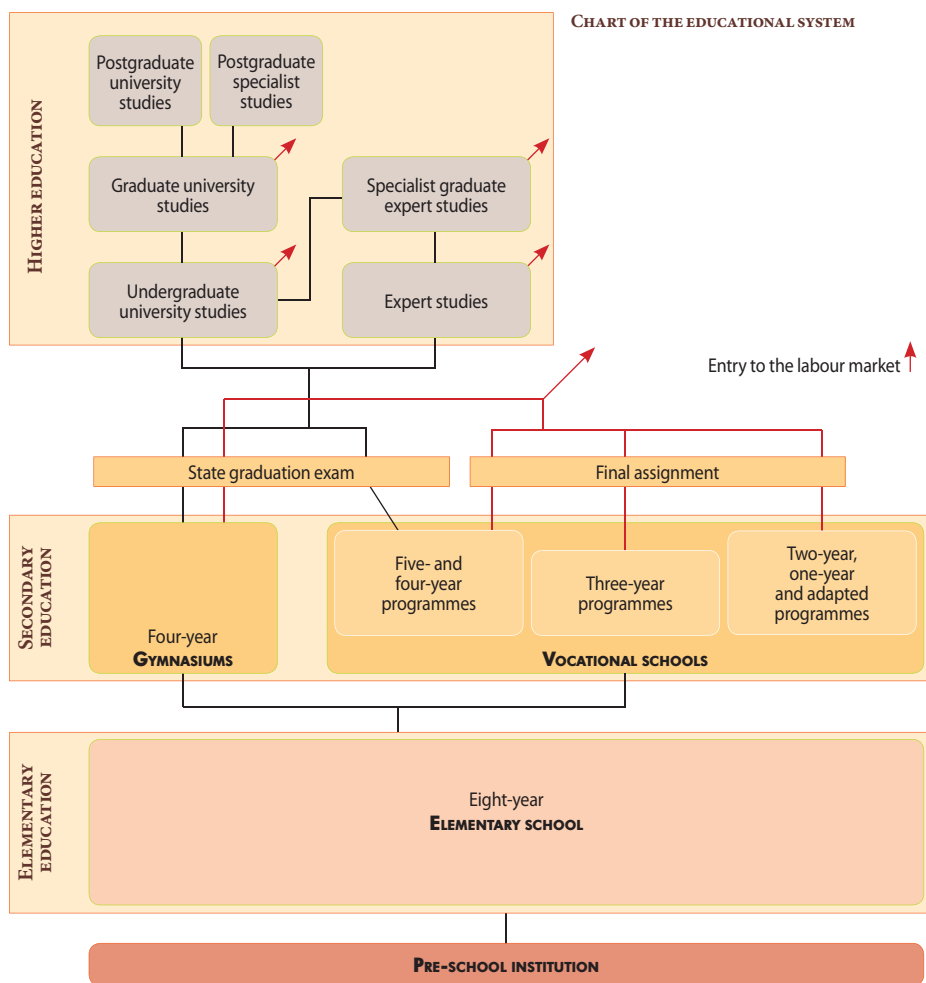 CHART OF THE EDUCATIONAL SYSTEM
HIGHER EDUCATION
Postgraduate
university
studies
Postgraduate
specialist
studies
Graduate university
studies
Specialist graduate
expert studies
Undergraduate
university studies
Expert studies
Entry to the labour market
State graduation exam
Final assignment
SECONDARY
EDUCATION
Four-year
GYMNASIUMS
Five- and
four-year
programmes
Three-year
programmes
Two-year,
one-year
and adapted
programmes
VOCATIONAL SCHOOLS
ELEMENTARY
EDUCATION
Eight-year
ELEMENTARY SCHOOL
PRE-SCHOOL INSTITUTION